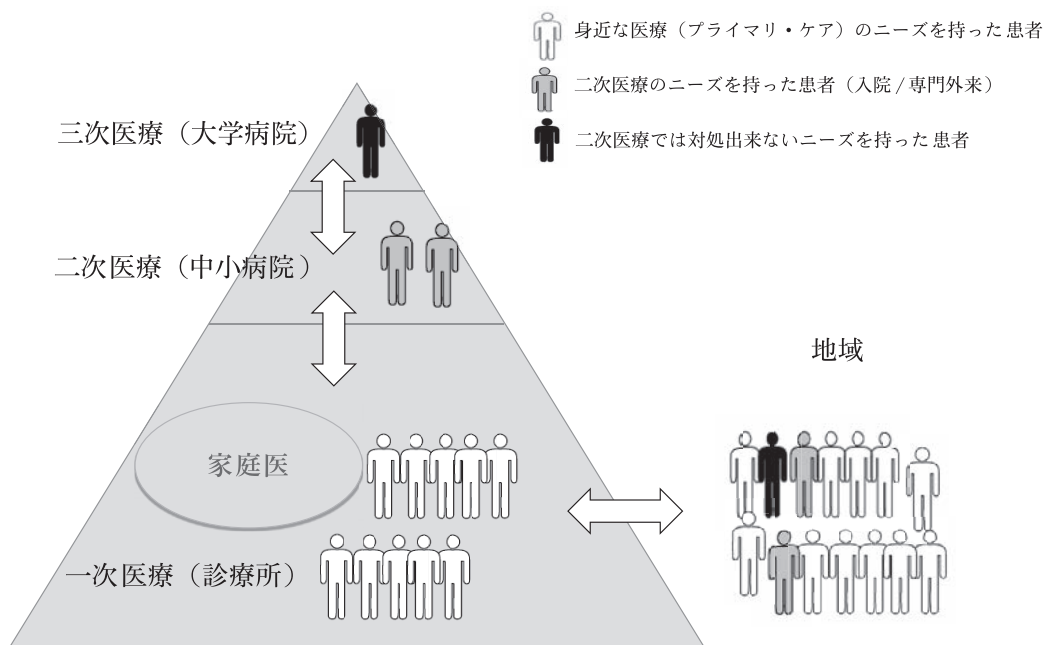 身近な医療（プライマリ・ケア）のニーズを持った患者
二次医療のニーズを持った患者（入院 / 専門外来）
二次医療では対処出来ないニーズを持った患者
三次医療（大学病院）
二次医療（中小病院）
地域
家庭医
一次医療（診療所）